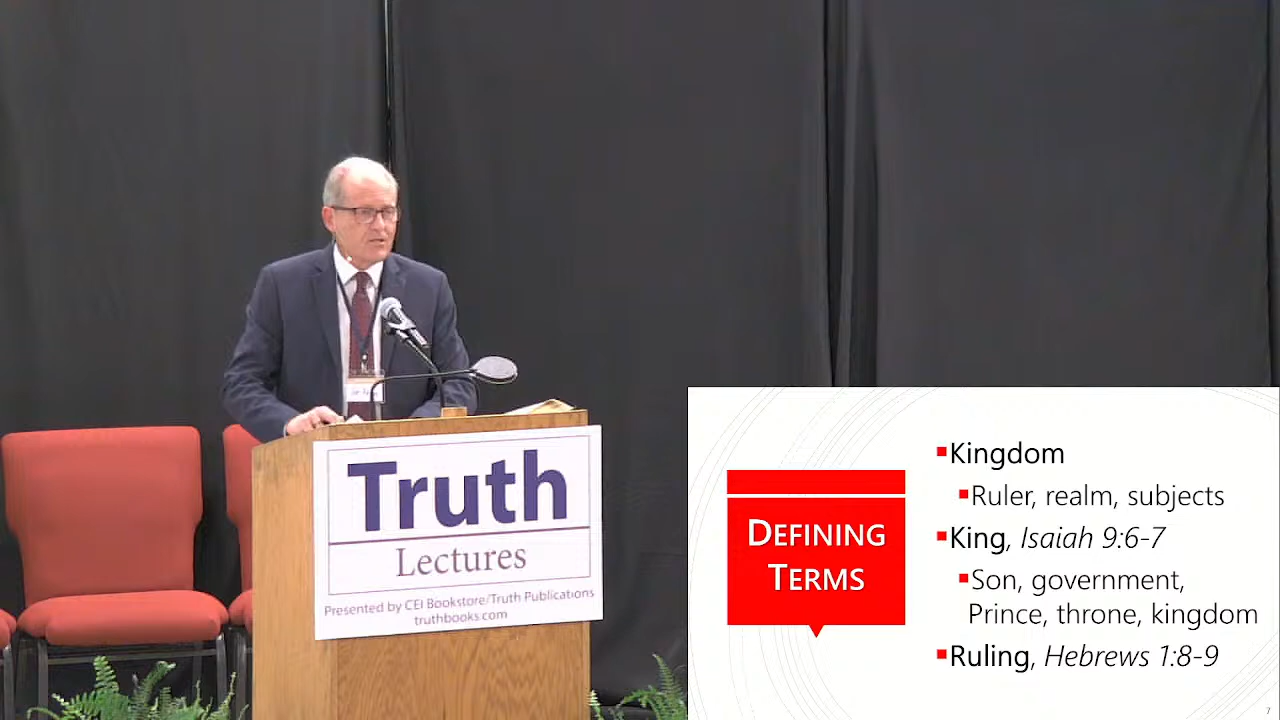 Truth
Lectures
Presented by CEI Bookstore/Truth Publications
truthbooks.com
DEFINING
TERMS
▪Kingdom
▪Ruler, realm, subjects
▪King, Isaiah 9:6-7
▪Son, government,
Prince, throne, kingdom
▪Ruling, Hebrews 1:8-9
7